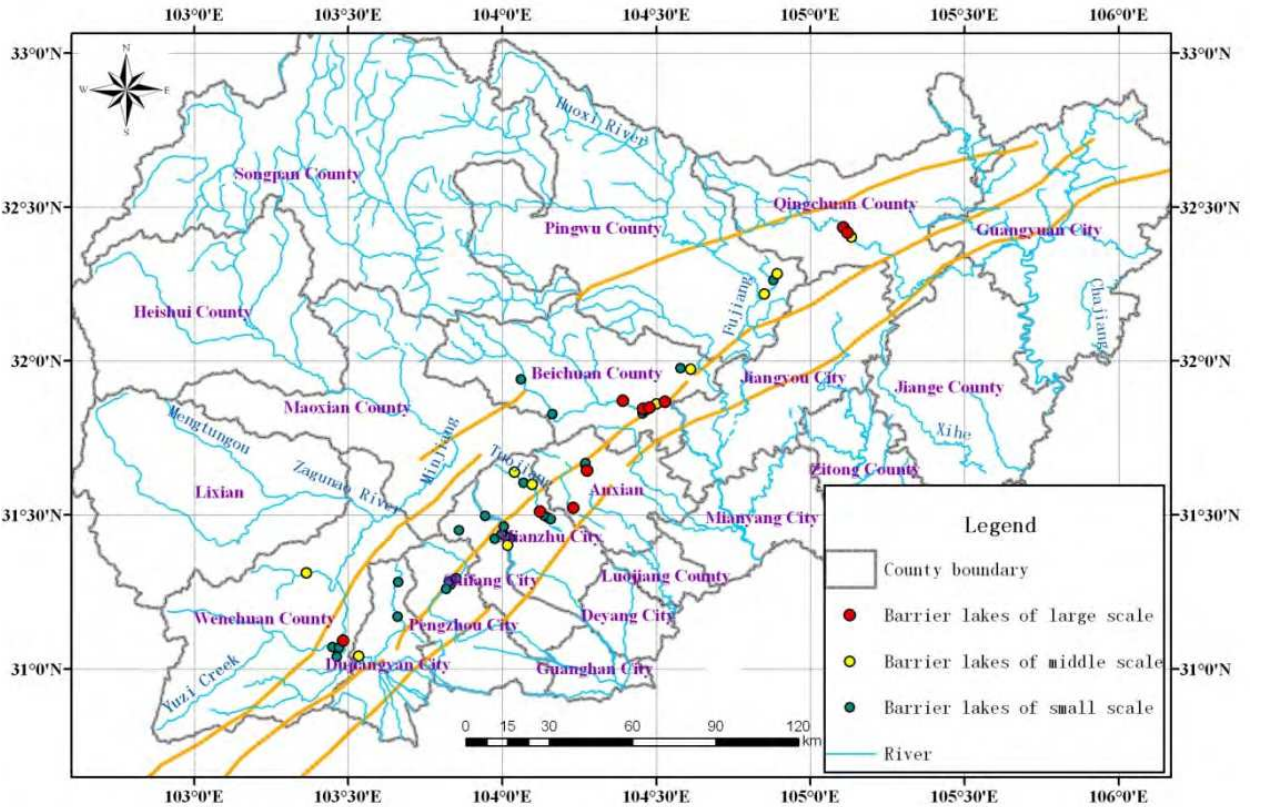 103°0'E 103°30'E 104°0'E 104°30'E 105°0'E 105°30'E 106°0'E
33°0'N 33°0'N
N
W E
S
Huoxi River
Songpan County
32°30'N 32°30'N
Qingchuan County
Pingwu County
Guangyuan City
Heishui County
Fujiang
Chajiang
32°0'N 32°0'N
Beichuan County
Jiangyou City
Jiange County
Maoxian County
Mengtungou
Minjiang
Xihe
Tuojiang
Zitong County
Zagunao River
Lixian
Anxian
31°30'N 31°30'N
Mianyang City
Mianzhu City
Luojiang County
Shifang City
Wenchuan County
Deyang City
Pengzhou City
31°0'N 31°0'N
Dujiangyan City
Guanghan City
Yuzi Creek
0 15 30 60 90 120
km
Legend
County boundary
Barrier lakes of large scale
Barrier lakes of middle scale
Barrier lakes of small scale
River
103°0'E 103°30'E 104°0'E 104°30'E 105°0'E 105°30'E 106°0'E